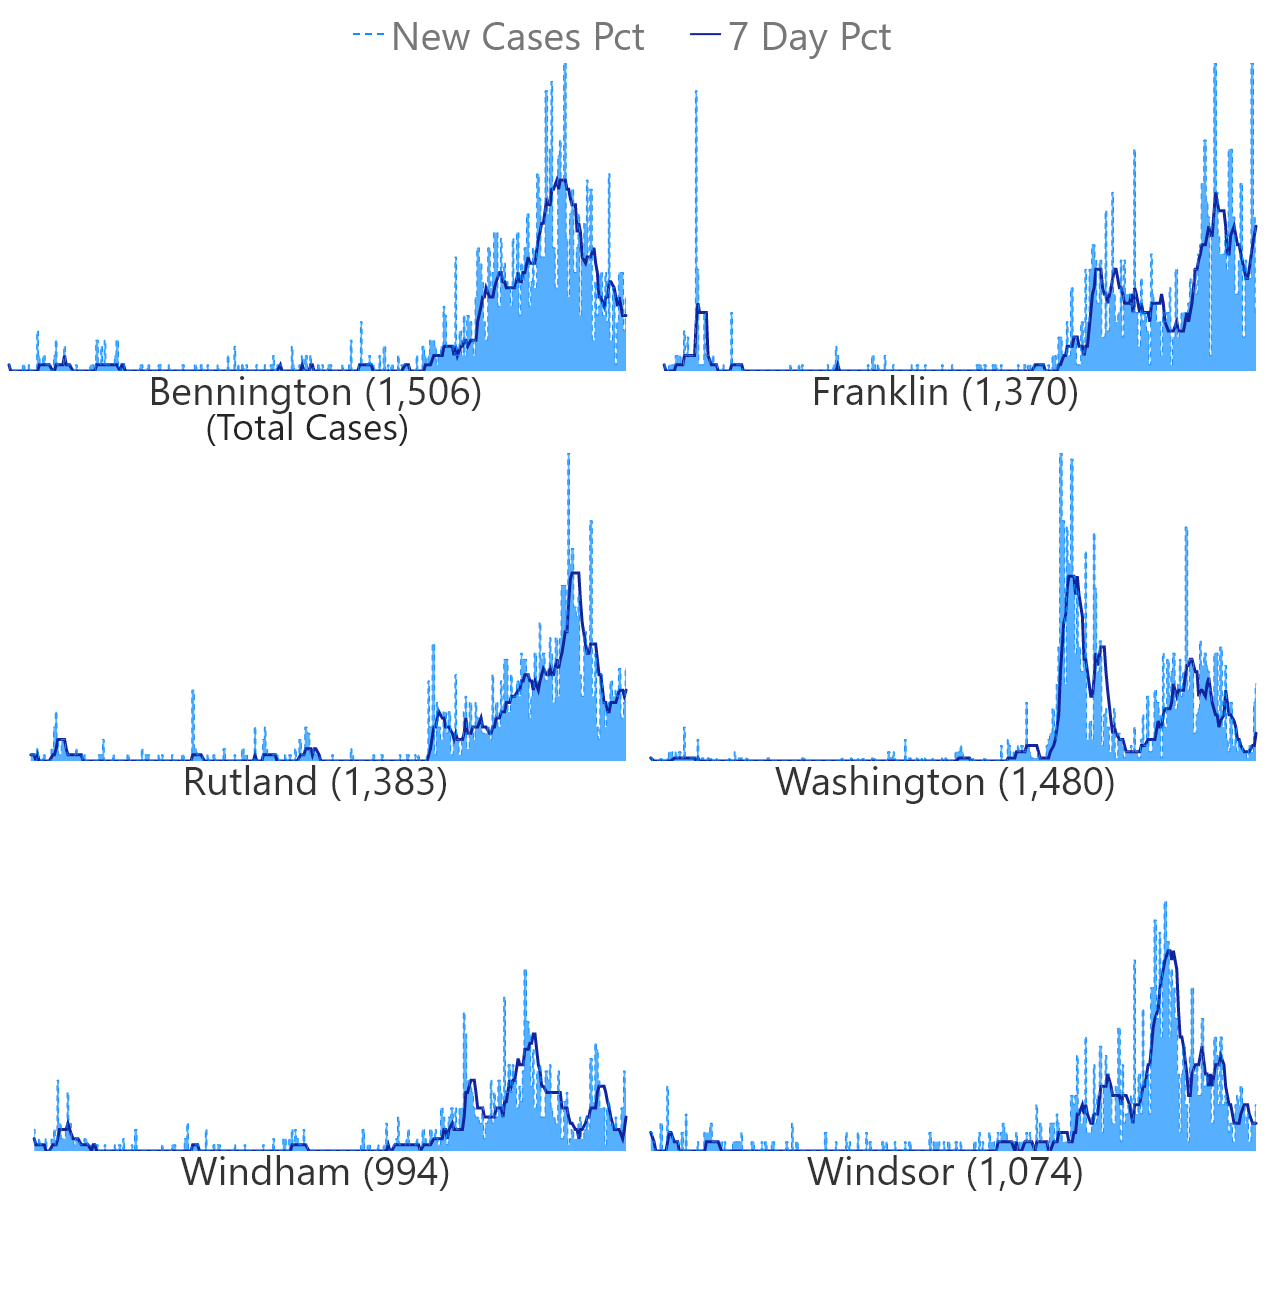 New Cases Pct 7 Day Pct
Bennington (1,506)
(Total Cases)
Franklin (1,370)
Rutland (1,383)
Washington (1,480)
Windham (994)
Windsor (1,074)